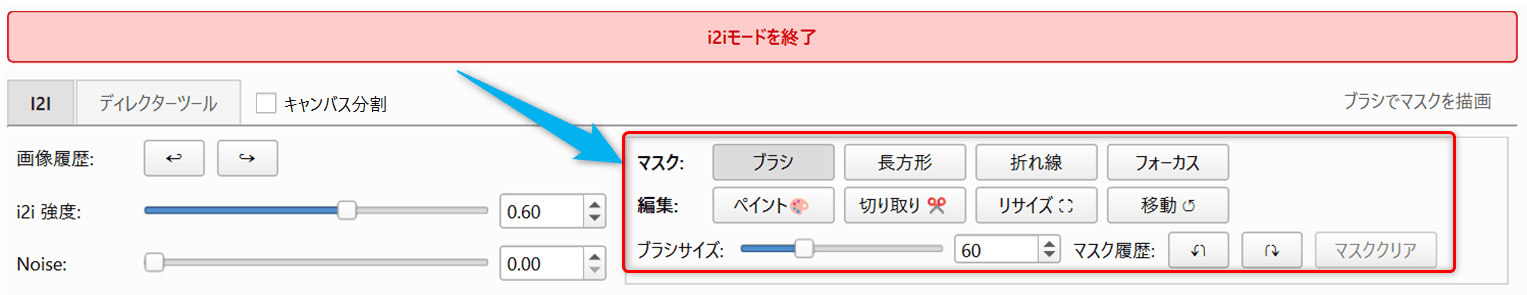 i2iモードを終了
I2I ディレクターツール キャンバス分割 ブラシでマスクを描画
画像履歴: ↩ ↪
i2i 強度: 0.60
Noise: 0.00
マスク: ブラシ 長方形 折れ線 フォーカス
編集: ペイント🎨 切り取り✂ リサイズ⛶ 移動↺
ブラシサイズ: 60 マスク履歴: マスククリア